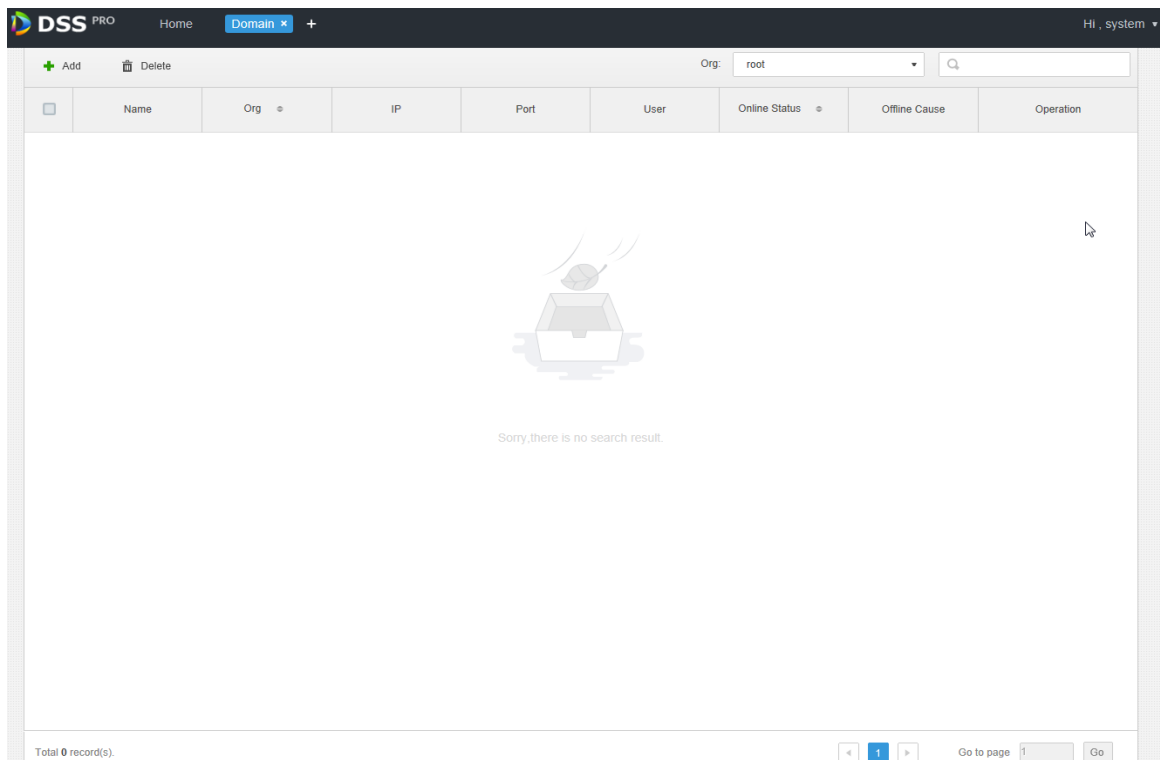 DSS PRO Home Domain × + Hi , system
Add Delete Org: root
Name Org IP Port User Online Status Offline Cause Operation
Sorry,there is no search result.
Total 0 record(s). 1 Go to page 1 Go